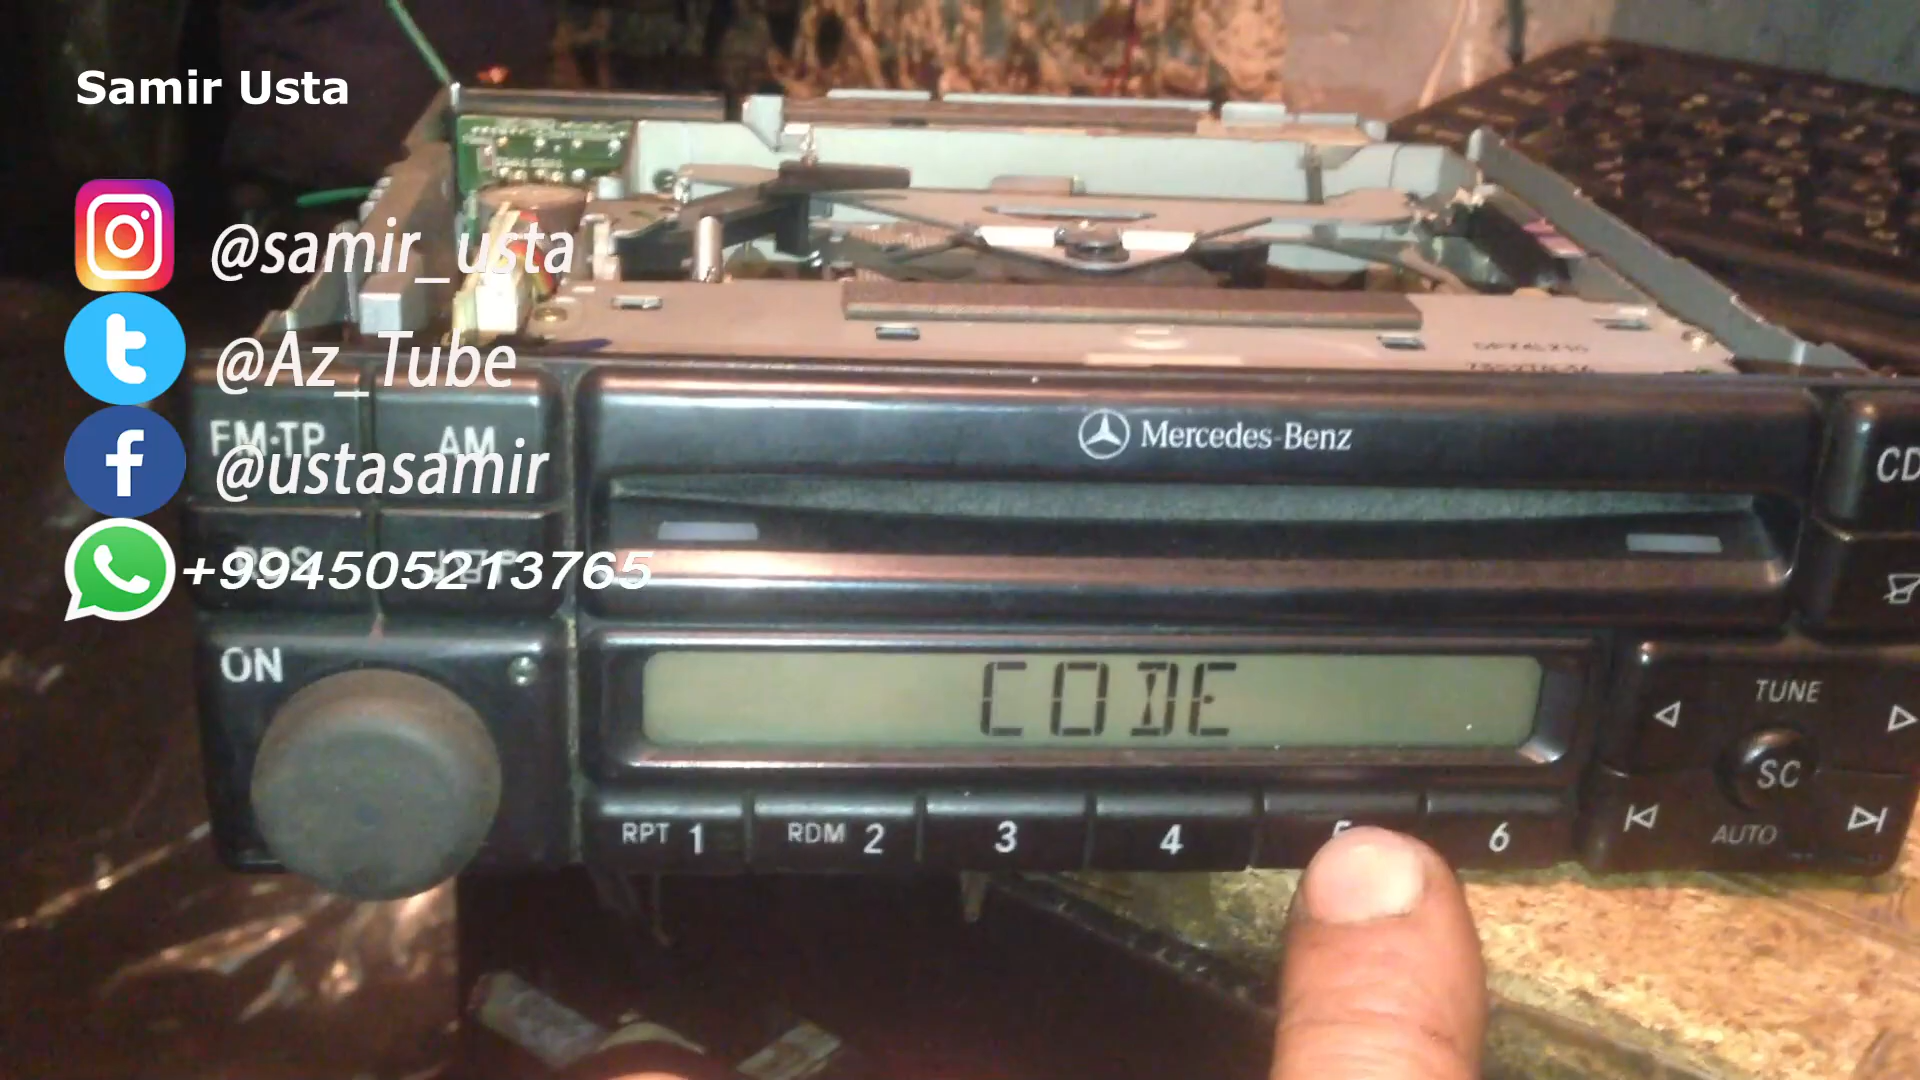 Samir Usta
@samir_usta
@Az_Tube
@ustasamir
+994505213765
FM•TP
AM
Mercedes-Benz
CD
ON
CODE
TUNE
SC
AUTO
RPT 1
RDM 2
3
4
5
6